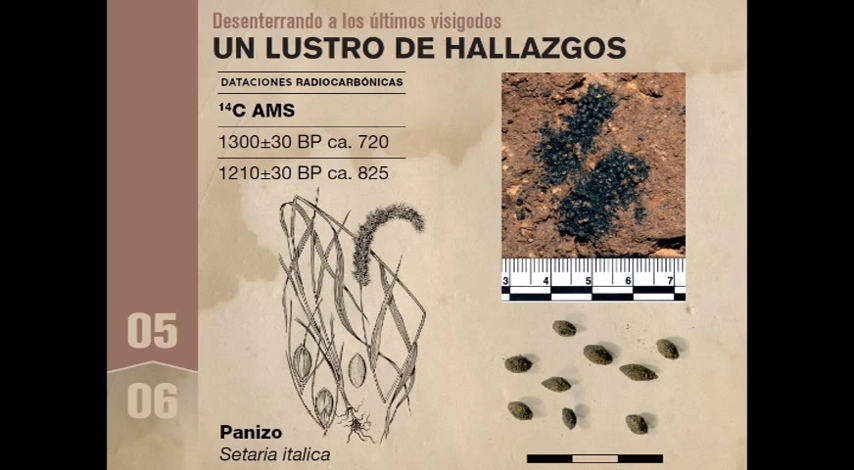 Desenterrando a los últimos visigodos
UN LUSTRO DE HALLAZGOS
DATACIONES RADIOCARBÓNICAS
¹⁴C AMS
1300±30 BP ca. 720
1210±30 BP ca. 825
3 4 5 6 7
05
06
Panizo
Setaria italica